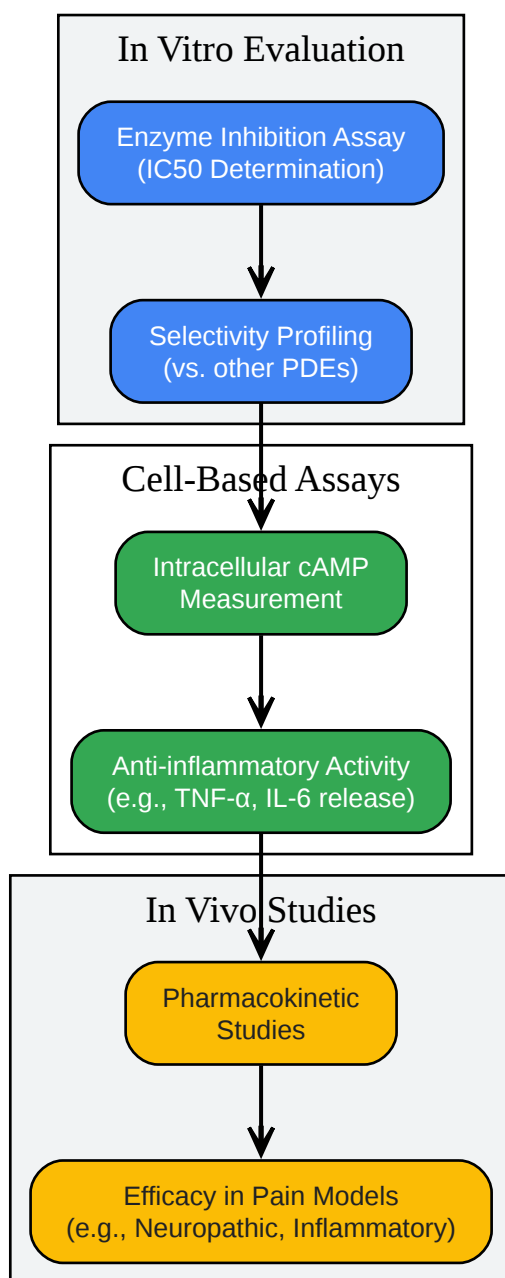 In Vitro Evaluation
Enzyme Inhibition Assay
(IC50 Determination)
Selectivity Profiling
(vs. other PDEs)
Cell-Based Assays
Intracellular cAMP
Measurement
Anti-inflammatory Activity
(e.g., TNF-α, IL-6 release)
In Vivo Studies
Pharmacokinetic
Studies
Efficacy in Pain Models
(e.g., Neuropathic, Inflammatory)